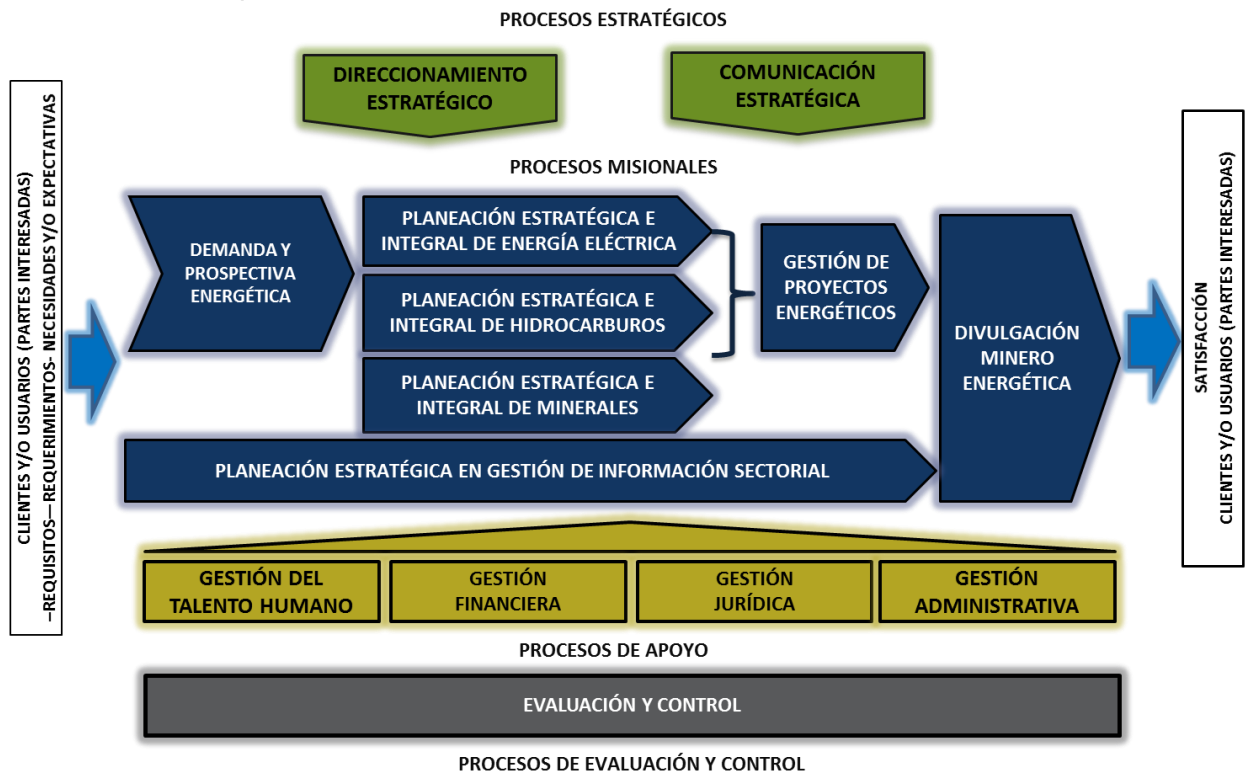 PROCESOS ESTRATÉGICOS
DIRECCIONAMIENTO
ESTRATÉGICO
COMUNICACIÓN
ESTRATÉGICA
CLIENTES Y/O USUARIOS (PARTES INTERESADAS)
–REQUISITOS—REQUERIMIENTOS- NECESIDADES Y/O EXPECTATIVAS
PROCESOS MISIONALES
DEMANDA Y
PROSPECTIVA
ENERGÉTICA
PLANEACIÓN ESTRATÉGICA E
INTEGRAL DE ENERGÍA ELÉCTRICA
PLANEACIÓN ESTRATÉGICA E
INTEGRAL DE HIDROCARBUROS
PLANEACIÓN ESTRATÉGICA E
INTEGRAL DE MINERALES
GESTIÓN DE
PROYECTOS
ENERGÉTICOS
DIVULGACIÓN
MINERO
ENERGÉTICA
PLANEACIÓN ESTRATÉGICA EN GESTIÓN DE INFORMACIÓN SECTORIAL
SATISFACCIÓN
CLIENTES Y/O USUARIOS (PARTES INTERESADAS)
GESTIÓN DEL
TALENTO HUMANO
GESTIÓN
FINANCIERA
GESTIÓN
JURÍDICA
GESTIÓN
ADMINISTRATIVA
PROCESOS DE APOYO
EVALUACIÓN Y CONTROL
PROCESOS DE EVALUACIÓN Y CONTROL